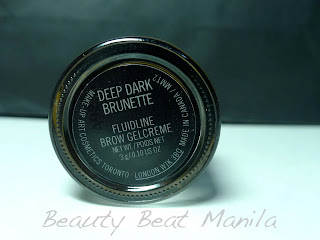 DEEP DARK
BRUNETTE
FLUIDLINE
BROW GELCREME
NET WT./POIDS NET
3 g/0.10 US OZ
MAKE-UP ART COSMETICS TORONTO LONDON W1K 3BQ MADE IN CANADA / MMT2
Beauty Beat Manila